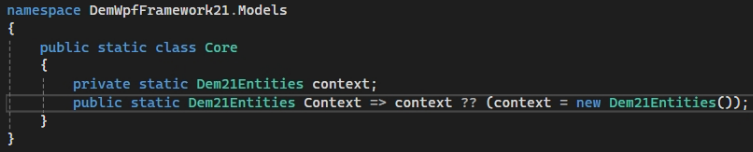 namespace DemWpfFramework21.Models
{
    public static class Core
    {
        private static Dem21Entities context;
        public static Dem21Entities Context => context ?? (context = new Dem21Entities());
    }
}